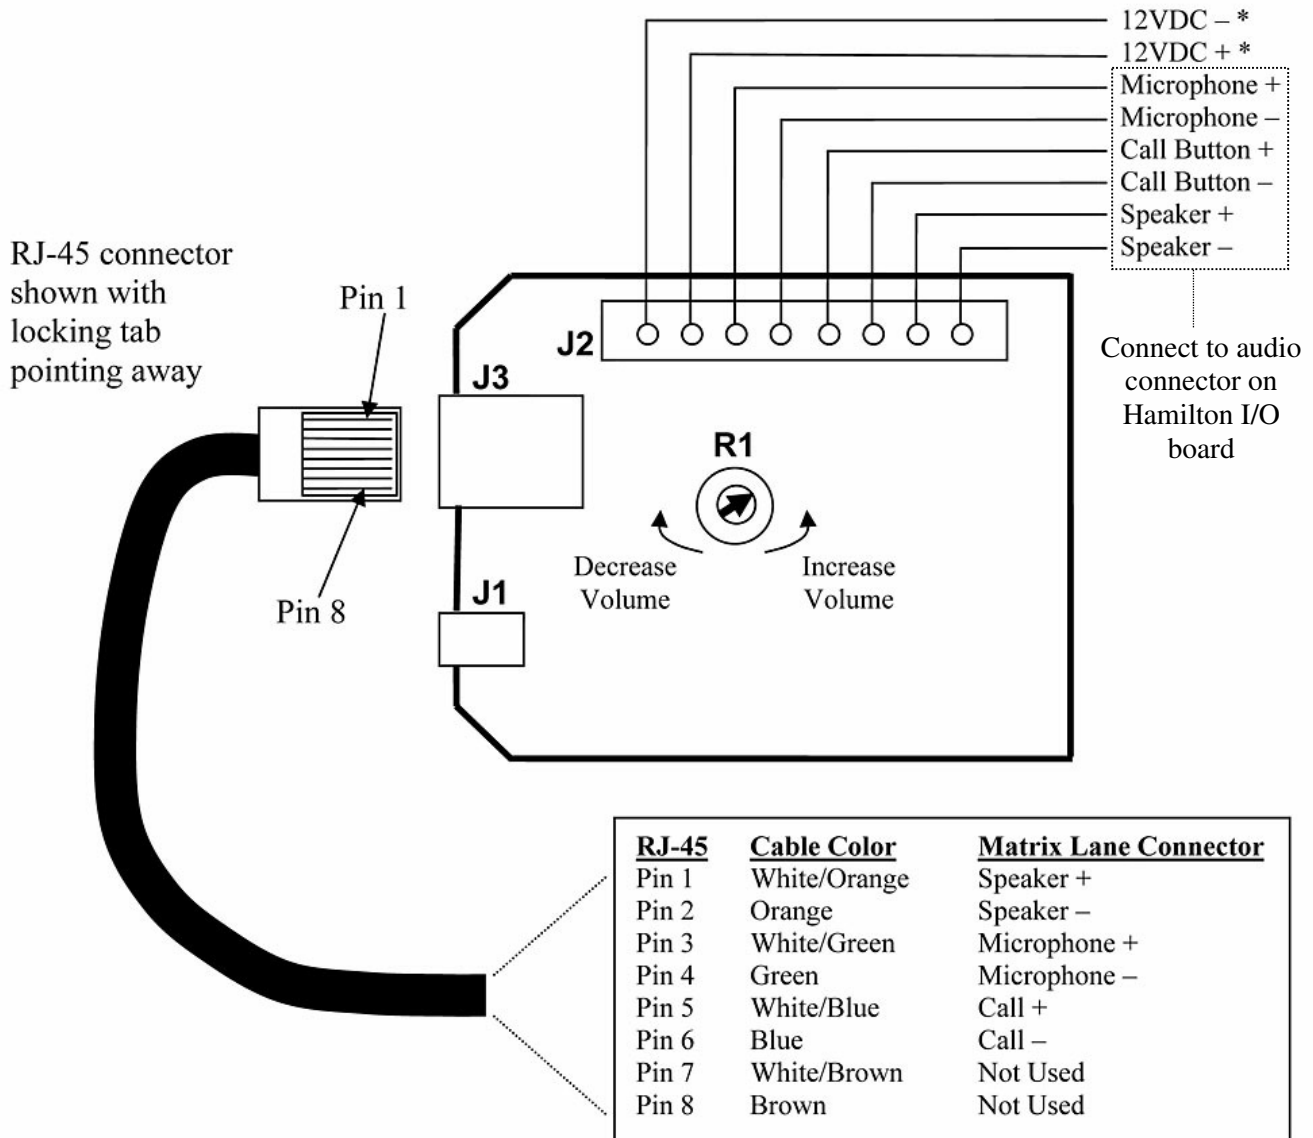 12VDC – *
12VDC + *
Microphone +
Microphone –
Call Button +
Call Button –
Speaker +
Speaker –
RJ-45 connector
shown with
locking tab
pointing away
Pin 1
J2
J3
Connect to audio
connector on
Hamilton I/O
board
R1
Decrease
Volume
Increase
Volume
J1
Pin 8
RJ-45 Cable Color Matrix Lane Connector
Pin 1 White/Orange Speaker +
Pin 2 Orange Speaker –
Pin 3 White/Green Microphone +
Pin 4 Green Microphone –
Pin 5 White/Blue Call +
Pin 6 Blue Call –
Pin 7 White/Brown Not Used
Pin 8 Brown Not Used